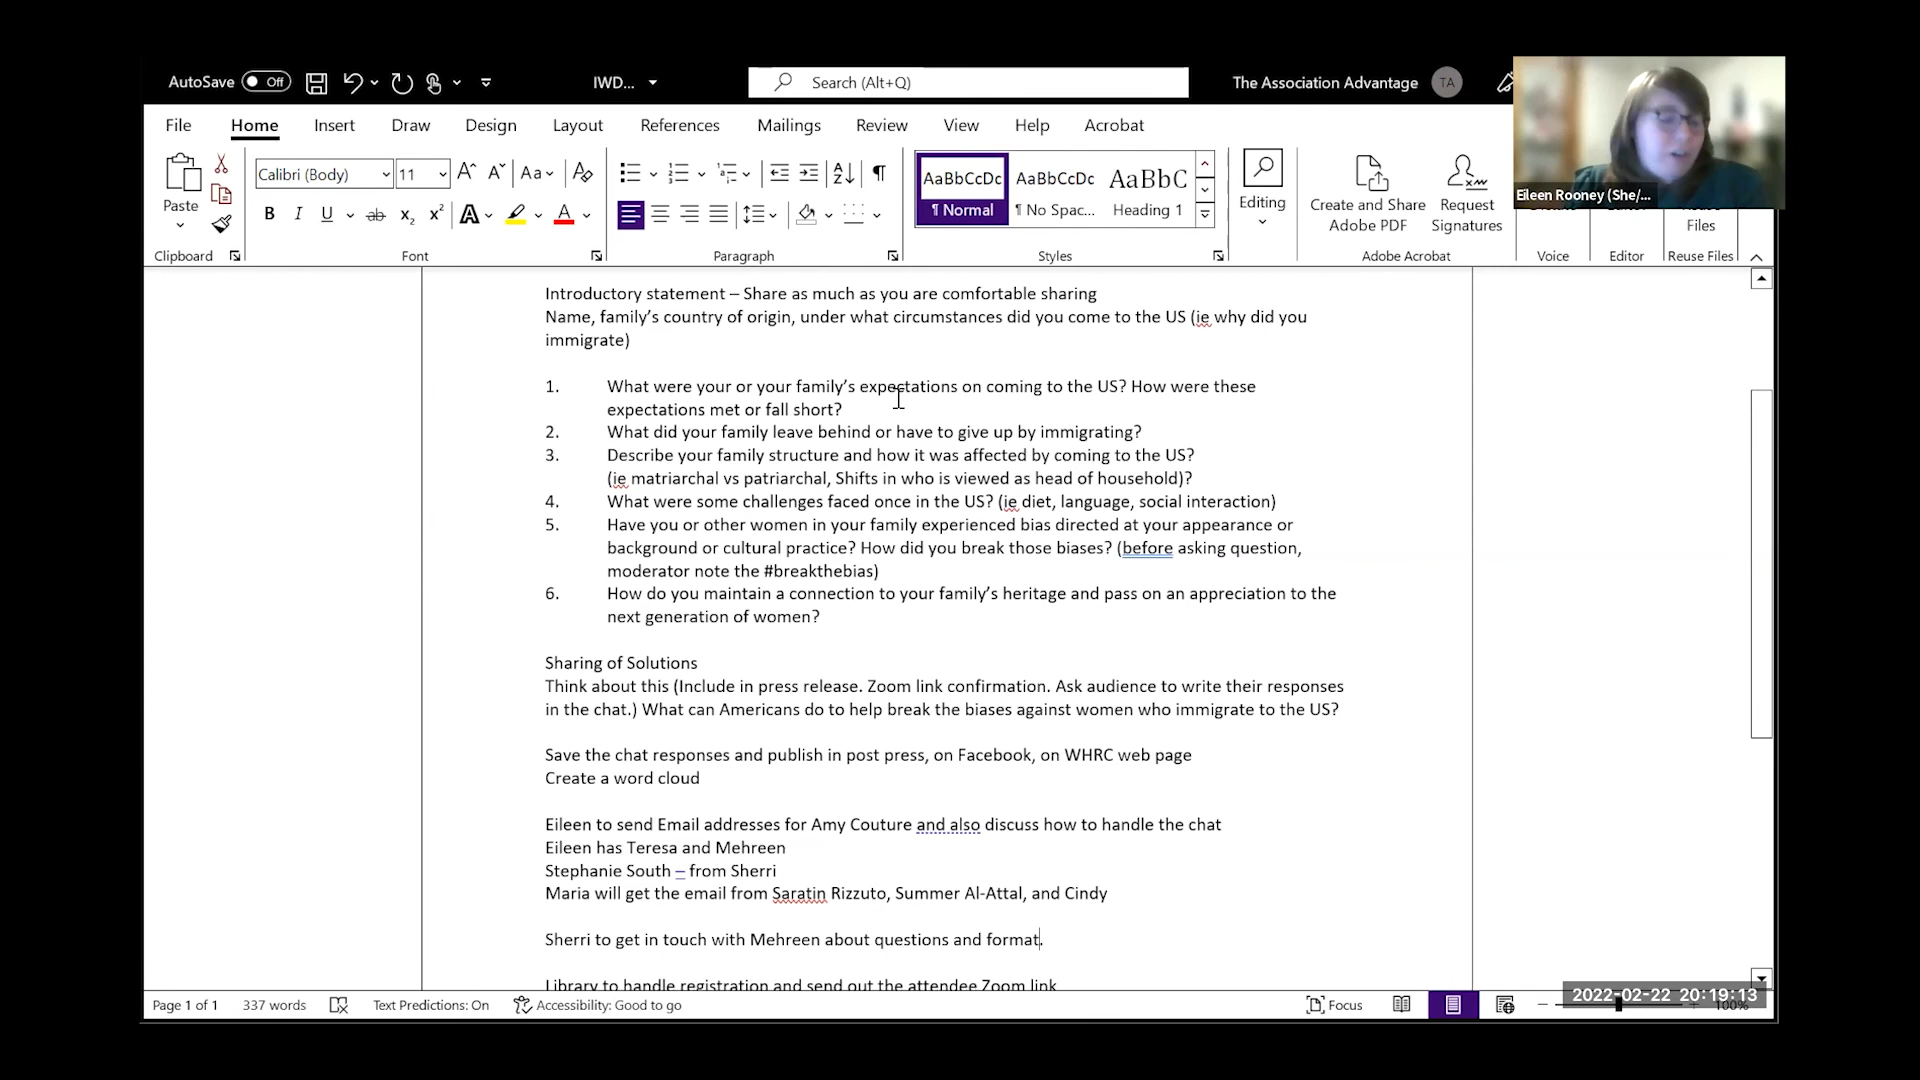 AutoSave Off IWD... Search (Alt+Q) The Association Advantage TA
File Home Insert Draw Design Layout References Mailings Review View Help Acrobat
Calibri (Body) 11 Aa AaBbCcDc AaBbCcDc AaBbC
Paste ¶ Normal ¶ No Spac... Heading 1 Editing Create and Share Adobe PDF Request Signatures Files
Eileen Rooney (She/...
Clipboard Font Paragraph Styles Adobe Acrobat Voice Editor Reuse Files
Introductory statement – Share as much as you are comfortable sharing
Name, family's country of origin, under what circumstances did you come to the US (ie why did you
immigrate)
1. What were your or your family's expectations on coming to the US? How were these
expectations met or fall short?
2. What did your family leave behind or have to give up by immigrating?
3. Describe your family structure and how it was affected by coming to the US?
(ie matriarchal vs patriarchal, Shifts in who is viewed as head of household)?
4. What were some challenges faced once in the US? (ie diet, language, social interaction)
5. Have you or other women in your family experienced bias directed at your appearance or
background or cultural practice? How did you break those biases? (before asking question,
moderator note the #breakthebias)
6. How do you maintain a connection to your family's heritage and pass on an appreciation to the
next generation of women?
Sharing of Solutions
Think about this (Include in press release. Zoom link confirmation. Ask audience to write their responses
in the chat.) What can Americans do to help break the biases against women who immigrate to the US?
Save the chat responses and publish in post press, on Facebook, on WHRC web page
Create a word cloud
Eileen to send Email addresses for Amy Couture and also discuss how to handle the chat
Eileen has Teresa and Mehreen
Stephanie South – from Sherri
Maria will get the email from Saratin Rizzuto, Summer Al-Attal, and Cindy
Sherri to get in touch with Mehreen about questions and format.
Library to handle registration and send out the attendee Zoom link
Page 1 of 1 337 words Text Predictions: On Accessibility: Good to go Focus 100%
2022-02-22 20:19:13